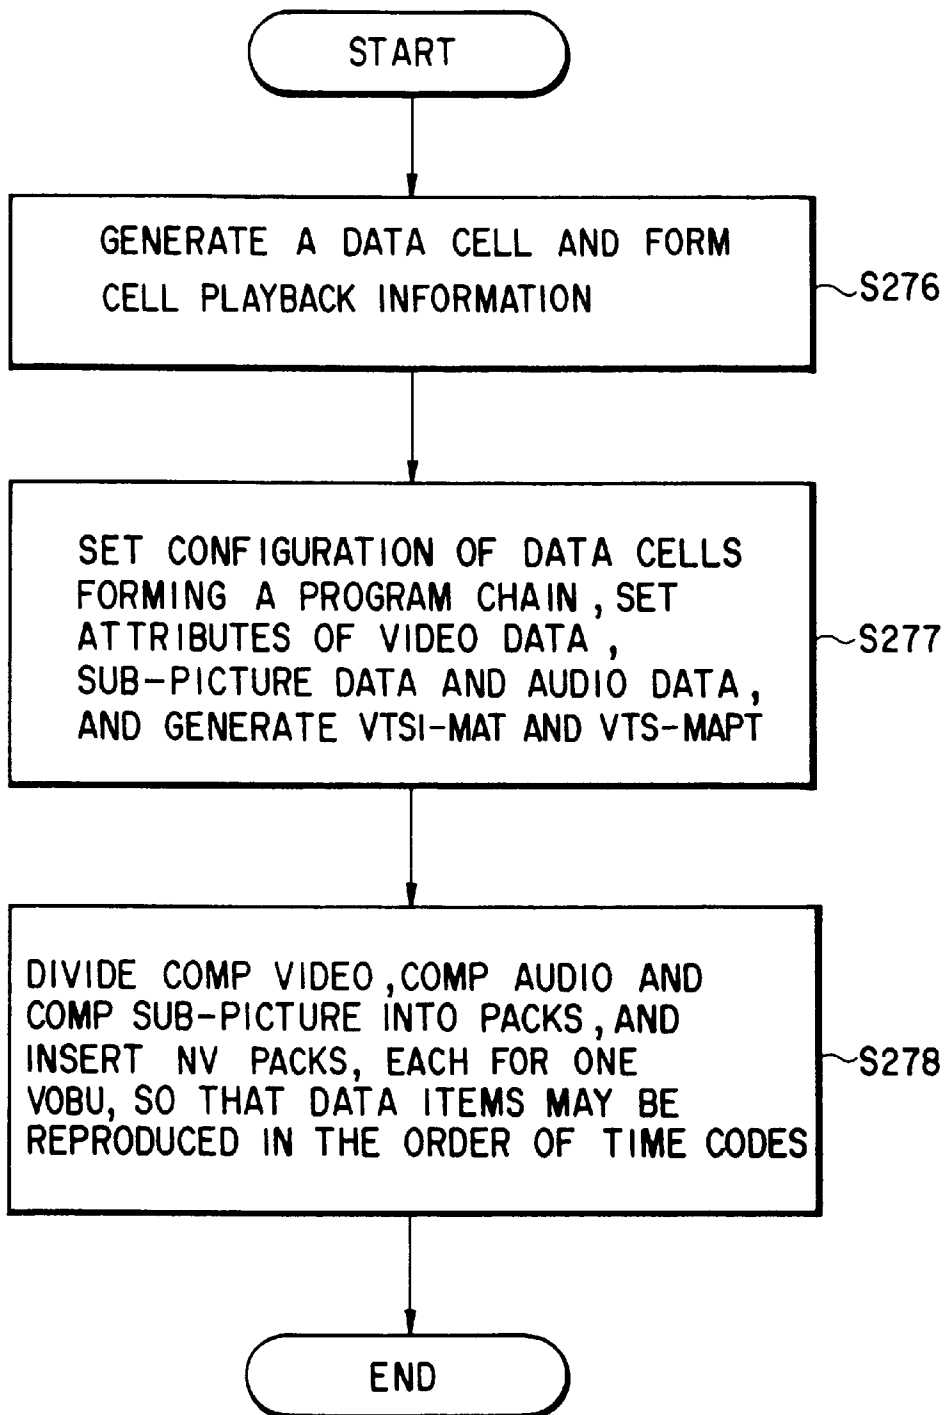 START
GENERATE A DATA CELL AND FORM
CELL PLAYBACK INFORMATION
S276
SET CONFIGURATION OF DATA CELLS
FORMING A PROGRAM CHAIN, SET
ATTRIBUTES OF VIDEO DATA,
SUB-PICTURE DATA AND AUDIO DATA,
AND GENERATE VTSI-MAT AND VTS-MAPT
S277
DIVIDE COMP VIDEO, COMP AUDIO AND
COMP SUB-PICTURE INTO PACKS, AND
INSERT NV PACKS, EACH FOR ONE
VOBU, SO THAT DATA ITEMS MAY BE
REPRODUCED IN THE ORDER OF TIME CODES
S278
END